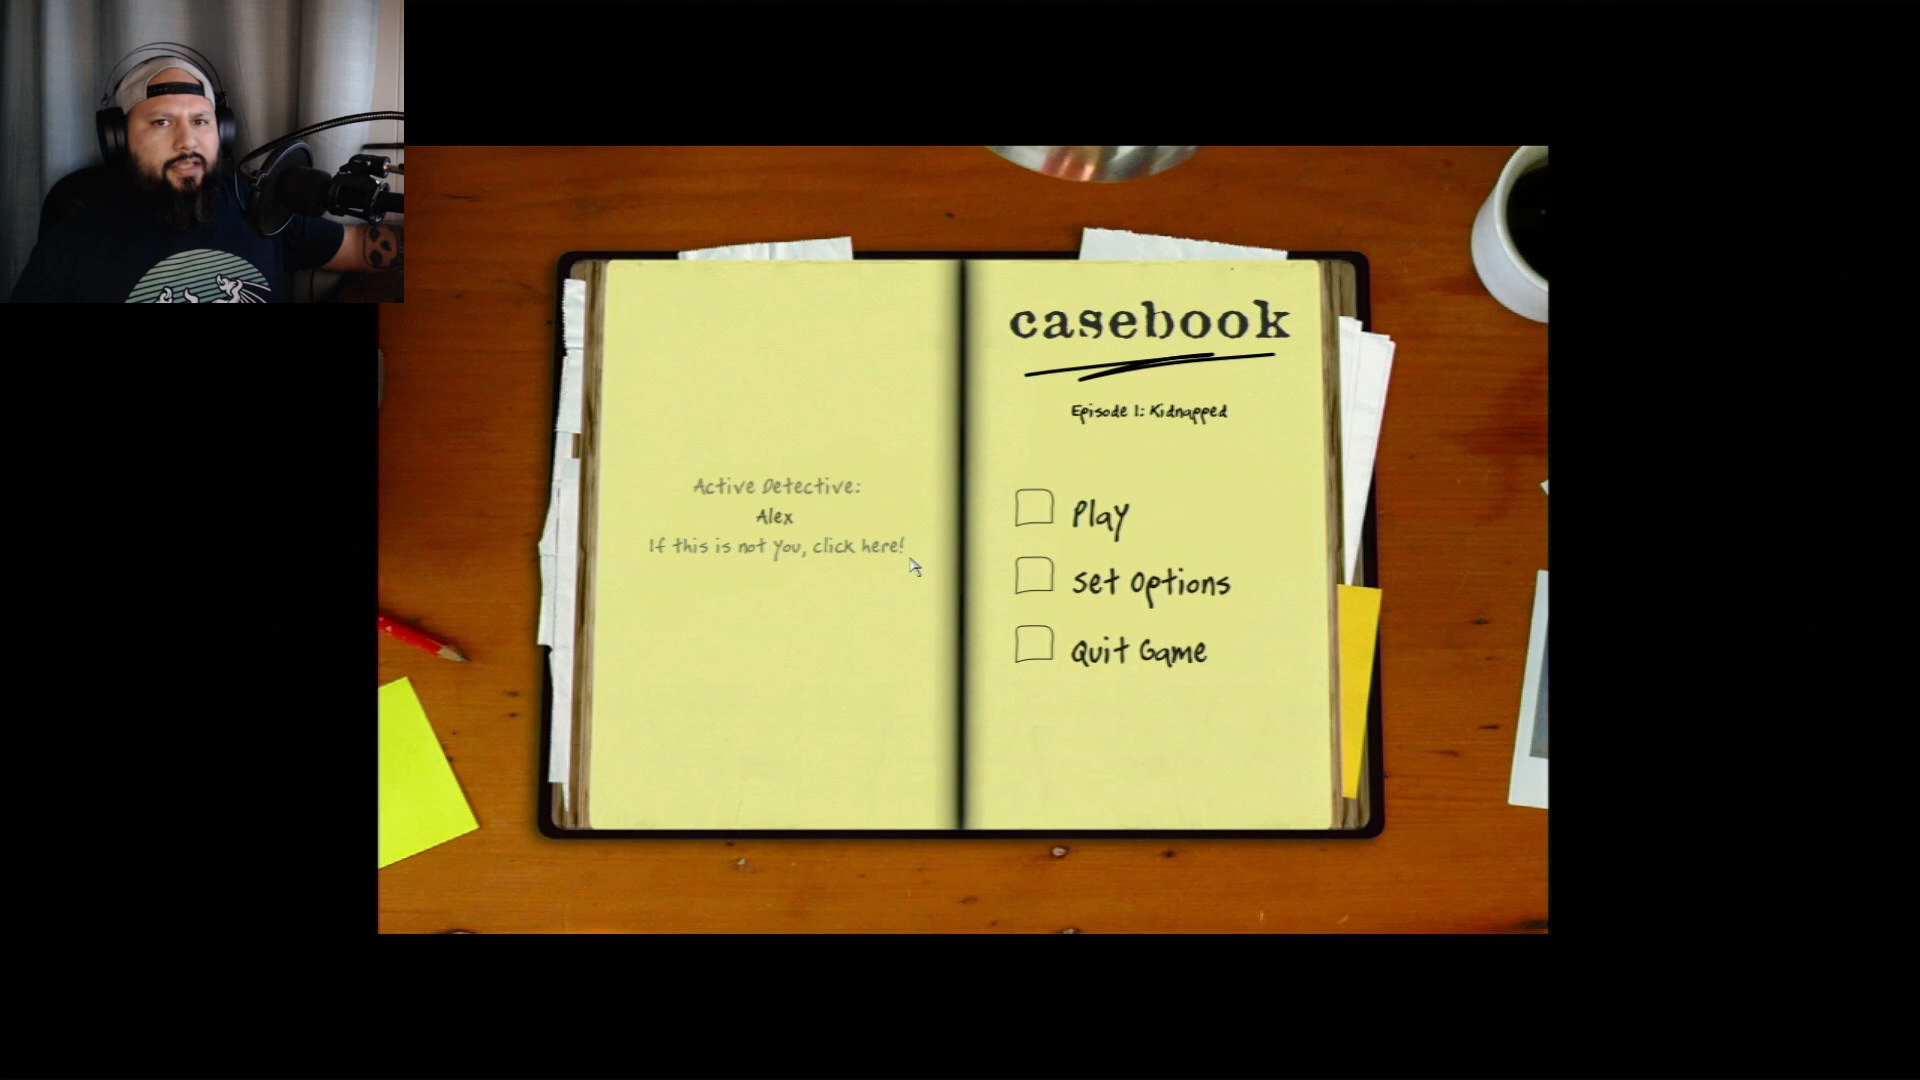 casebook
Episode 1: Kidnapped
Active Detective:
Alex
If this is not you, click here!
Play
Set Options
Quit Game